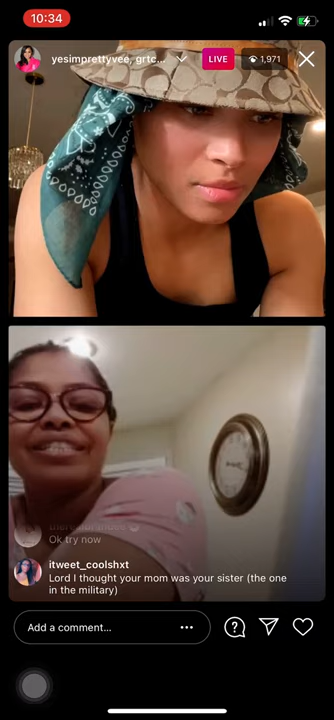 10:34
yesimprettyvee, grtc...
LIVE
1,971
Ok try now
itweet_coolshxt
Lord I thought your mom was your sister (the one
in the military)
Add a comment...